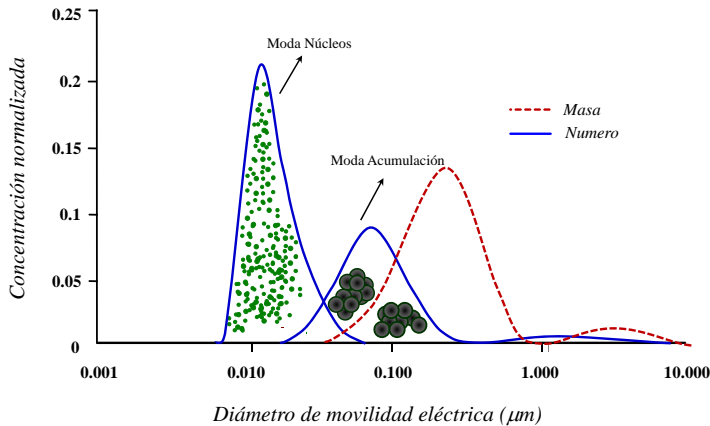 0.25
Moda Núcleos
0.2
Masa
Numero
0.15
Moda Acumulación
0.1
0.05
0
Concentración normalizada
0.001
0.010
0.100
1.000
10.000
Diámetro de movilidad eléctrica (μm)